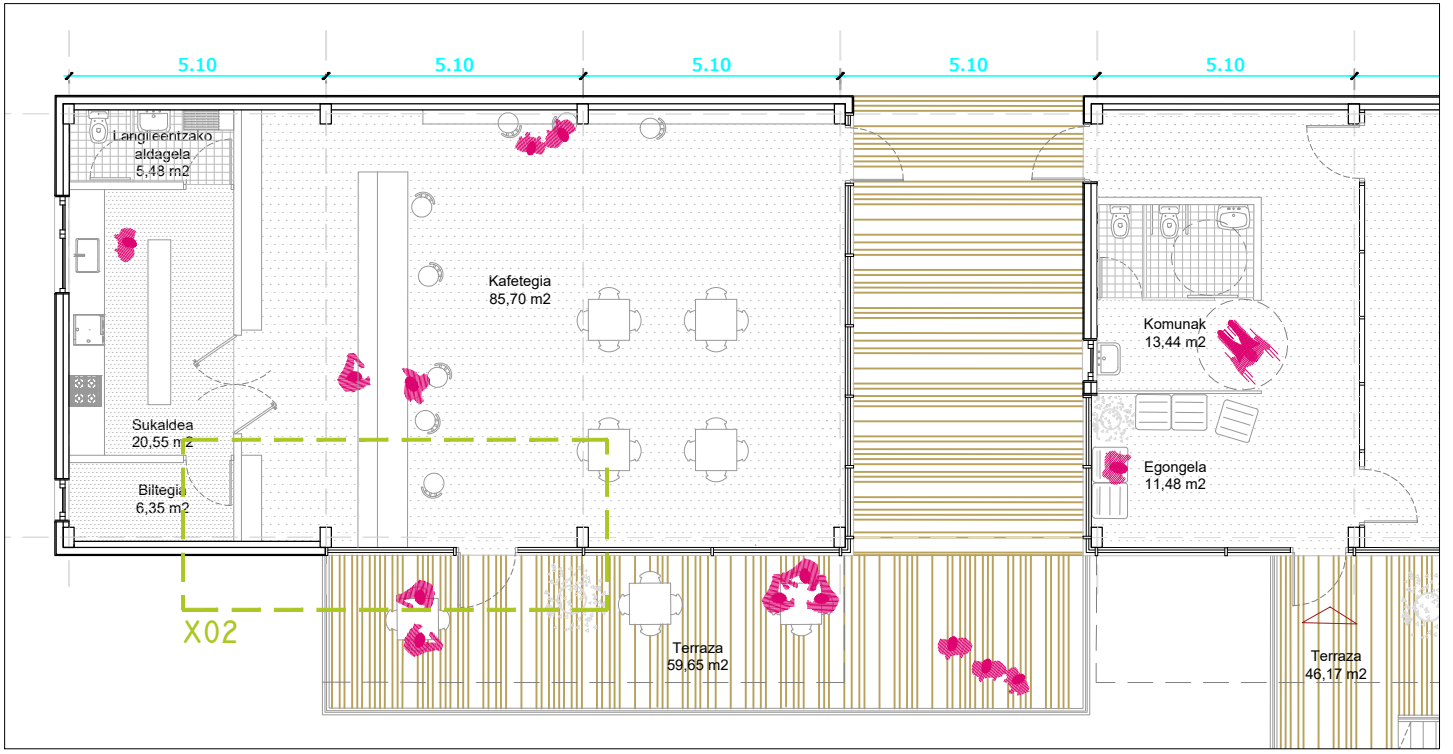 5.10
5.10
5.10
5.10
5.10
Langileentzako
aldagela
5,48 m2
Kafetegia
85,70 m2
Komunak
13,44 m2
Sukaldea
20,55 m2
Egongela
11,48 m2
Biltegia
6,35 m2
X02
Terraza
59,65 m2
Terraza
46,17 m2